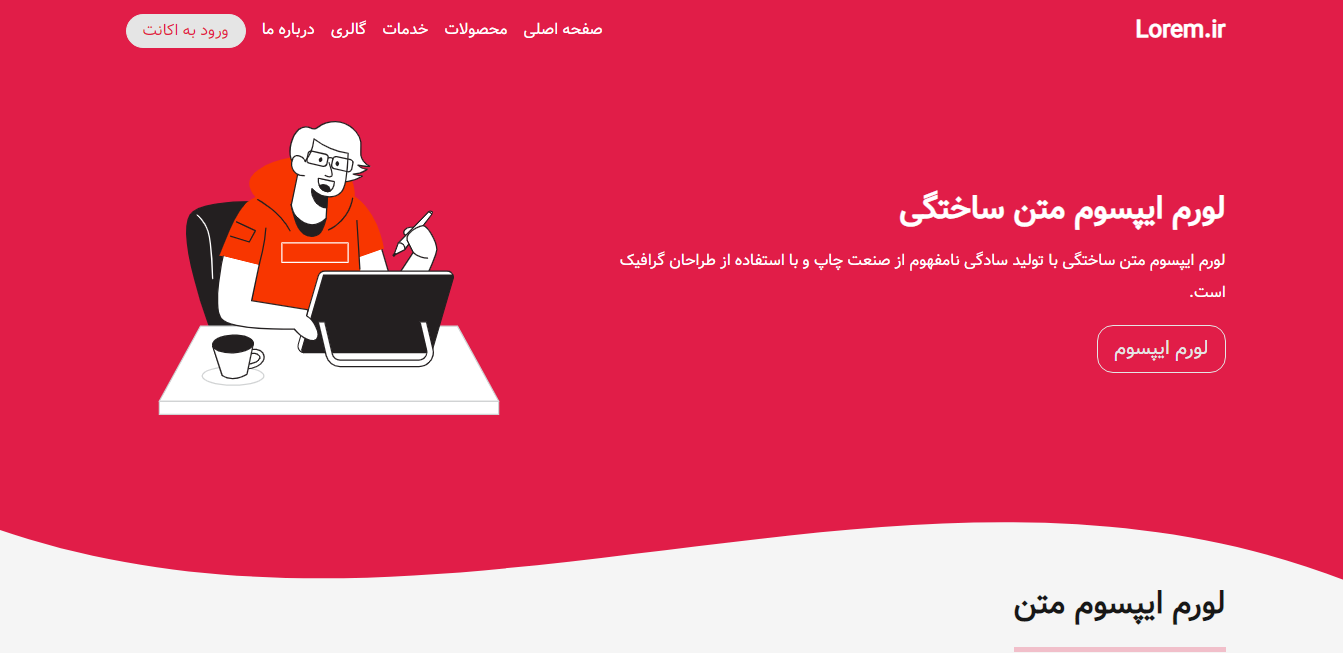 Lorem.ir
صفحه اصلی
محصولات
خدمات
گالری
درباره ما
ورود به اکانت
لورم ایپسوم متن ساختگی
لورم ایپسوم متن ساختگی با تولید سادگی نامفهوم از صنعت چاپ و با استفاده از طراحان گرافیک
است.
لورم ایپسوم
لورم ایپسوم متن